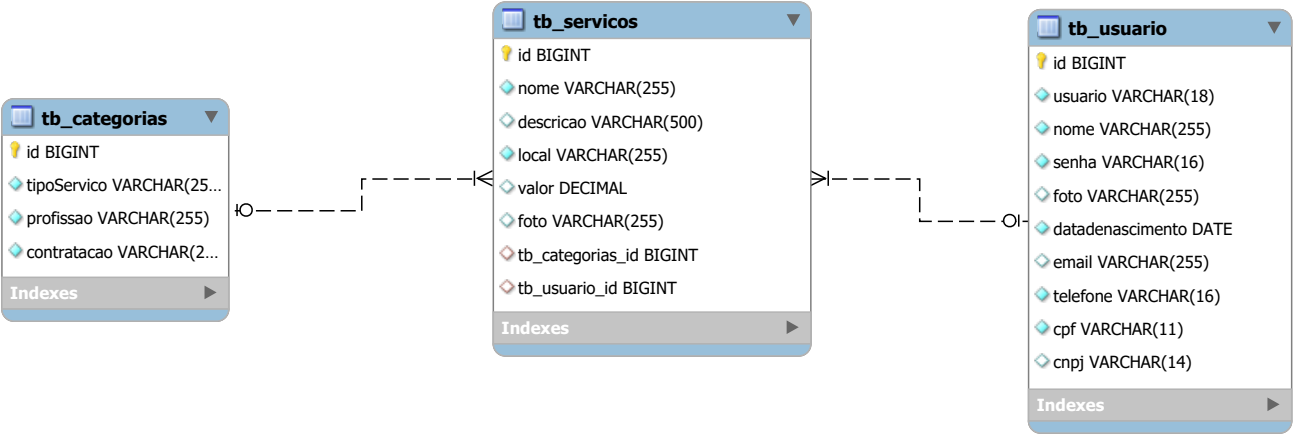 tb_categorias
id BIGINT
tipoServico VARCHAR(25...
profissao VARCHAR(255)
contratacao VARCHAR(2...
Indexes
tb_servicos
id BIGINT
nome VARCHAR(255)
descricao VARCHAR(500)
local VARCHAR(255)
valor DECIMAL
foto VARCHAR(255)
tb_categorias_id BIGINT
tb_usuario_id BIGINT
Indexes
tb_usuario
id BIGINT
usuario VARCHAR(18)
nome VARCHAR(255)
senha VARCHAR(16)
foto VARCHAR(255)
datadenascimento DATE
email VARCHAR(255)
telefone VARCHAR(16)
cpf VARCHAR(11)
cnpj VARCHAR(14)
Indexes